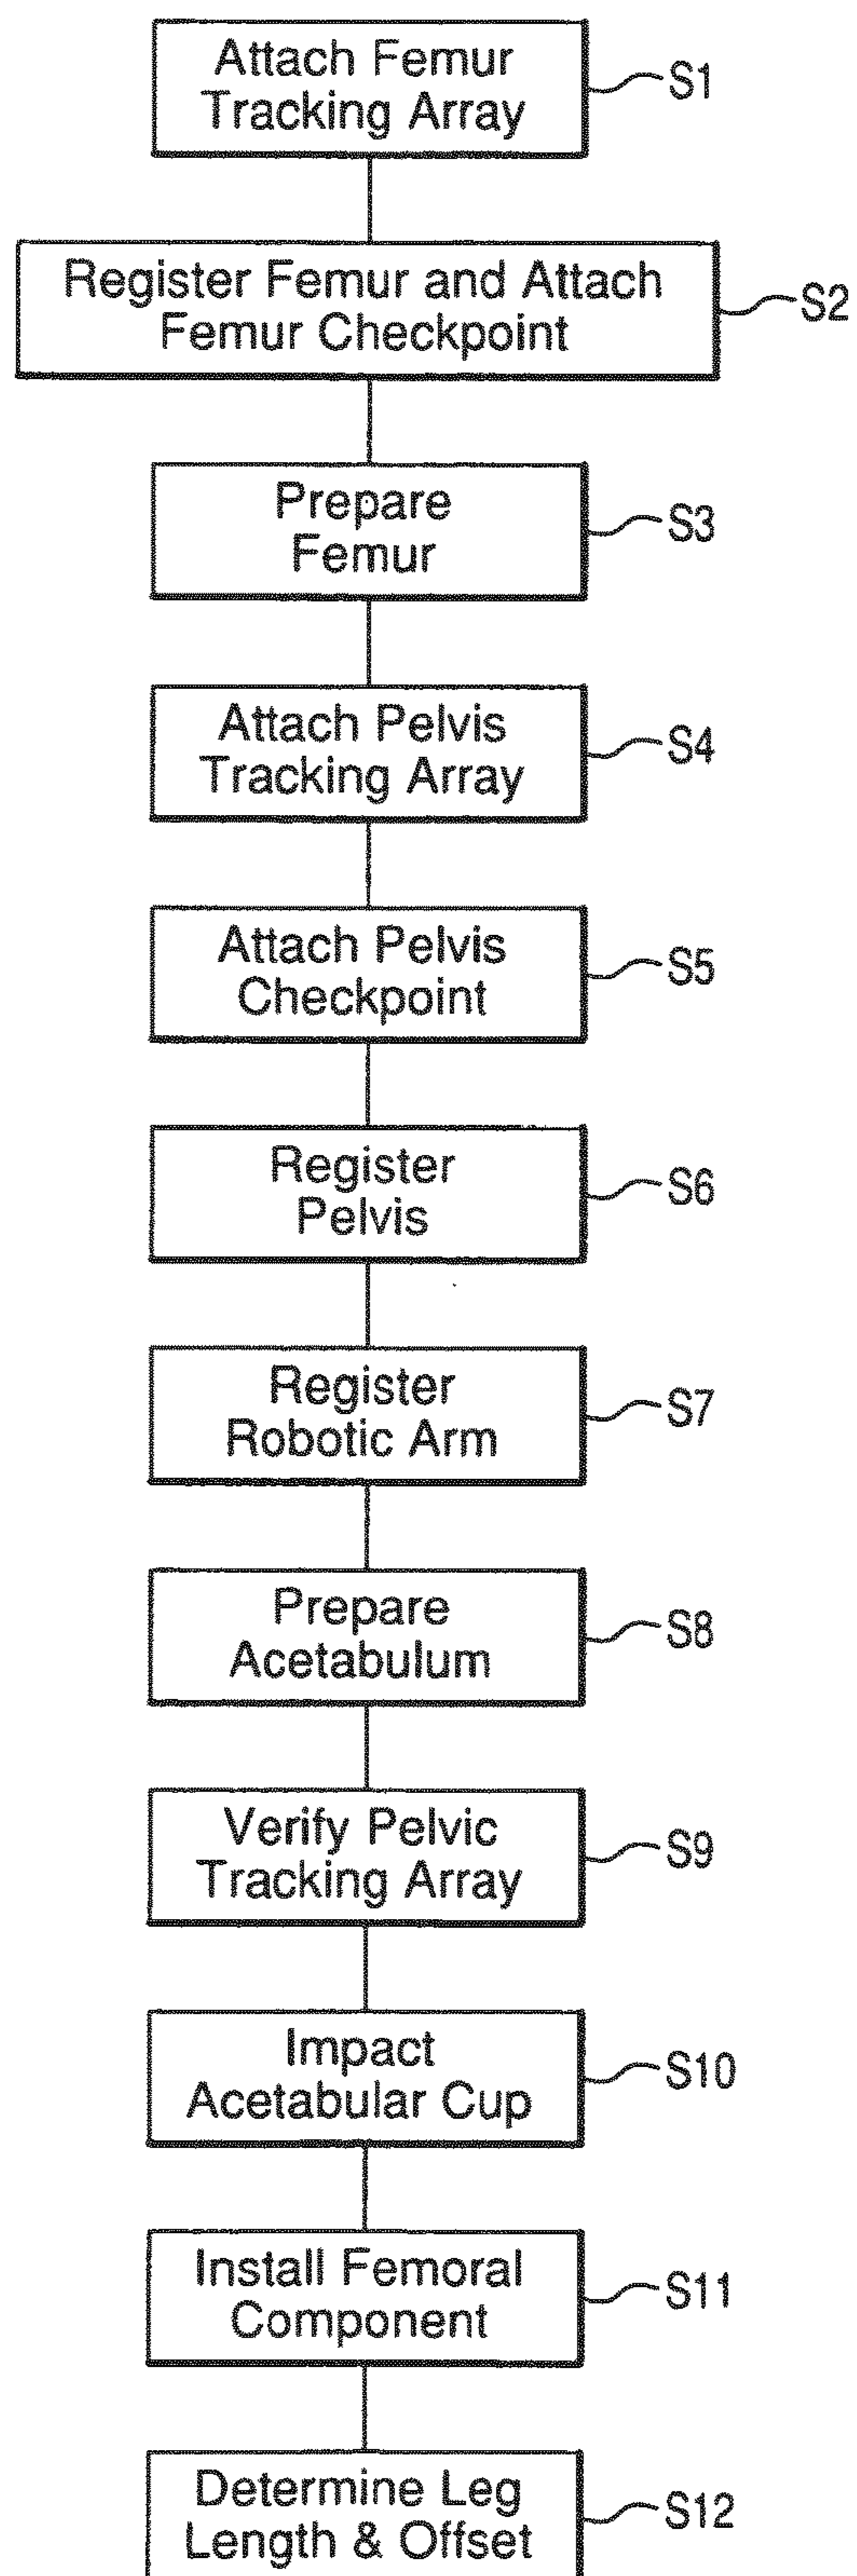 Attach Femur
Tracking Array
S1
Register Femur and Attach
Femur Checkpoint
S2
Prepare
Femur
S3
Attach Pelvis
Tracking Array
S4
Attach Pelvis
Checkpoint
S5
Register
Pelvis
S6
Register
Robotic Arm
S7
Prepare
Acetabulum
S8
Verify Pelvic
Tracking Array
S9
Impact
Acetabular Cup
S10
Install Femoral
Component
S11
Determine Leg
Length & Offset
S12